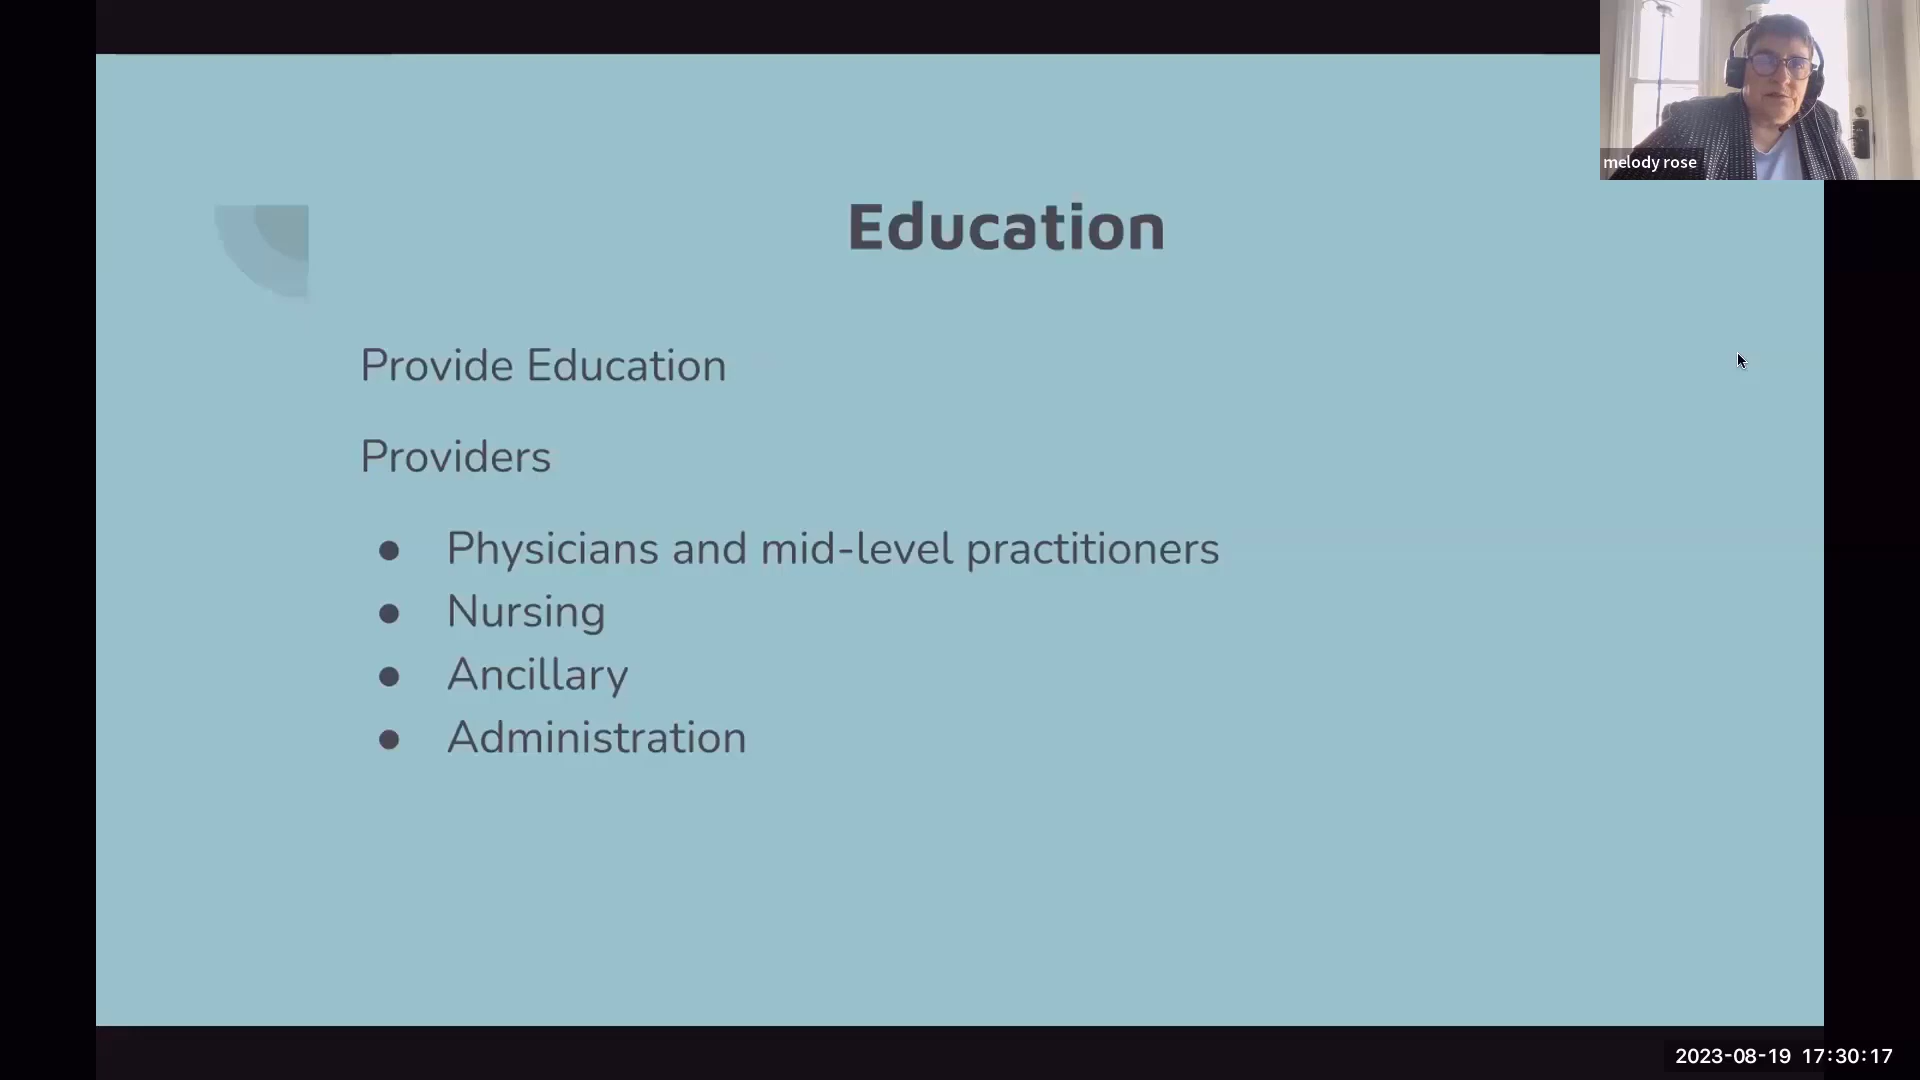 melody rose
Education
Provide Education
Providers
● Physicians and mid-level practitioners
● Nursing
● Ancillary
● Administration
2023-08-19 17:30:17